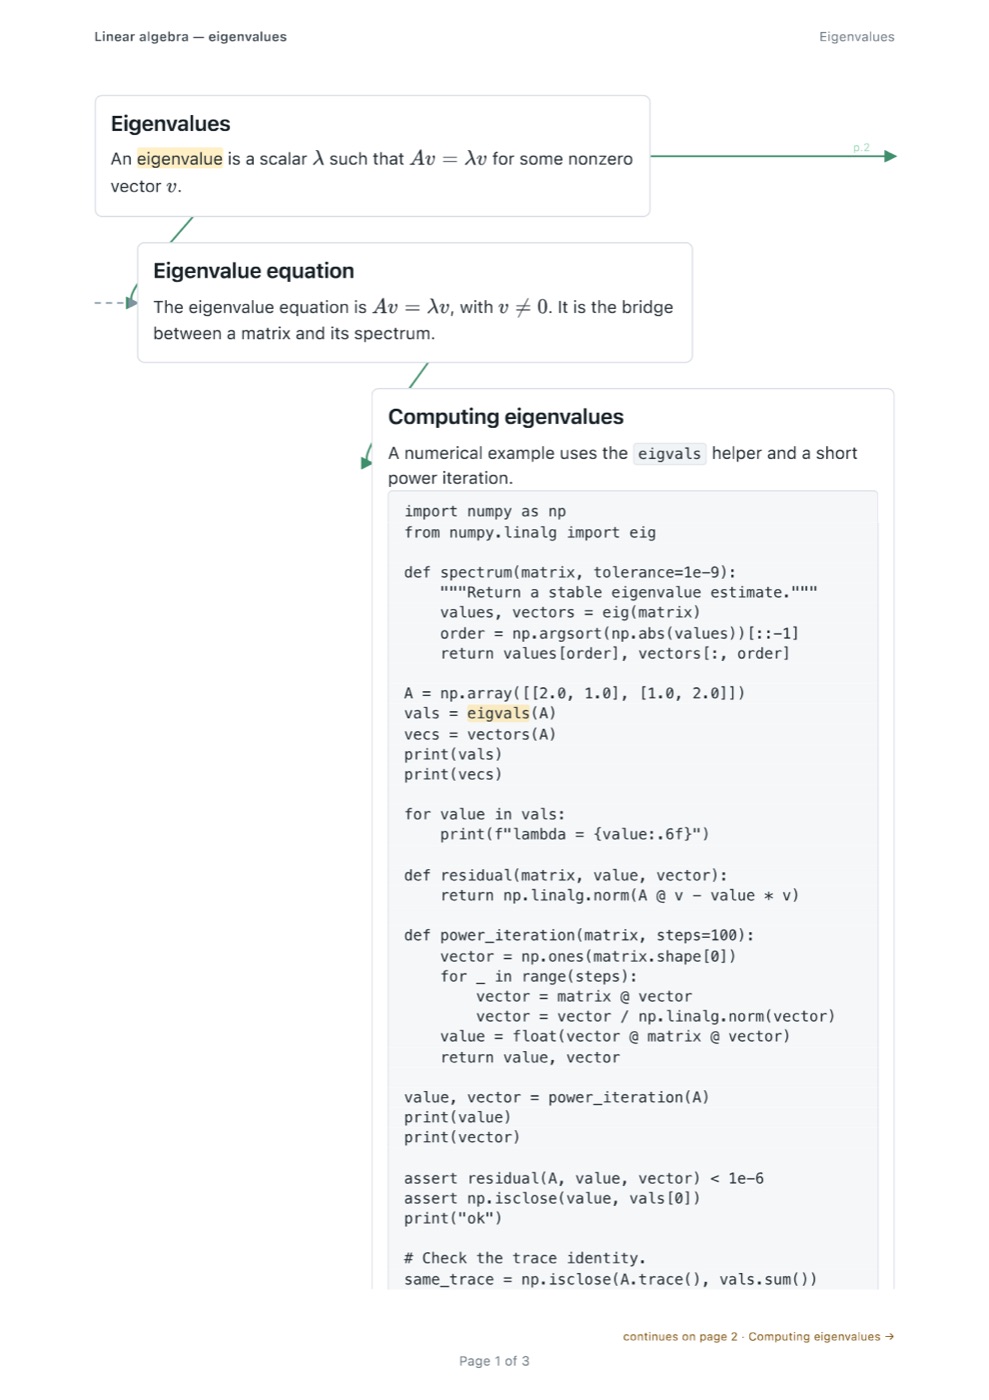 Linear algebra — eigenvalues
Eigenvalues
Eigenvalues
An eigenvalue is a scalar λ such that Av = λv for some nonzero
vector v.
p.2
Eigenvalue equation
The eigenvalue equation is Av = λv, with v ≠ 0. It is the bridge
between a matrix and its spectrum.
Computing eigenvalues
A numerical example uses the eigvals helper and a short
power iteration.
import numpy as np
from numpy.linalg import eig

def spectrum(matrix, tolerance=1e-9):
    """Return a stable eigenvalue estimate."""
    values, vectors = eig(matrix)
    order = np.argsort(np.abs(values))[::-1]
    return values[order], vectors[:, order]

A = np.array([[2.0, 1.0], [1.0, 2.0]])
vals = eigvals(A)
vecs = vectors(A)
print(vals)
print(vecs)

for value in vals:
    print(f"lambda = {value:.6f}")

def residual(matrix, value, vector):
    return np.linalg.norm(A @ v - value * v)

def power_iteration(matrix, steps=100):
    vector = np.ones(matrix.shape[0])
    for _ in range(steps):
        vector = matrix @ vector
        vector = vector / np.linalg.norm(vector)
    value = float(vector @ matrix @ vector)
    return value, vector

value, vector = power_iteration(A)
print(value)
print(vector)

assert residual(A, value, vector) < 1e-6
assert np.isclose(value, vals[0])
print("ok")

# Check the trace identity.
same_trace = np.isclose(A.trace(), vals.sum())
continues on page 2 · Computing eigenvalues →
Page 1 of 3